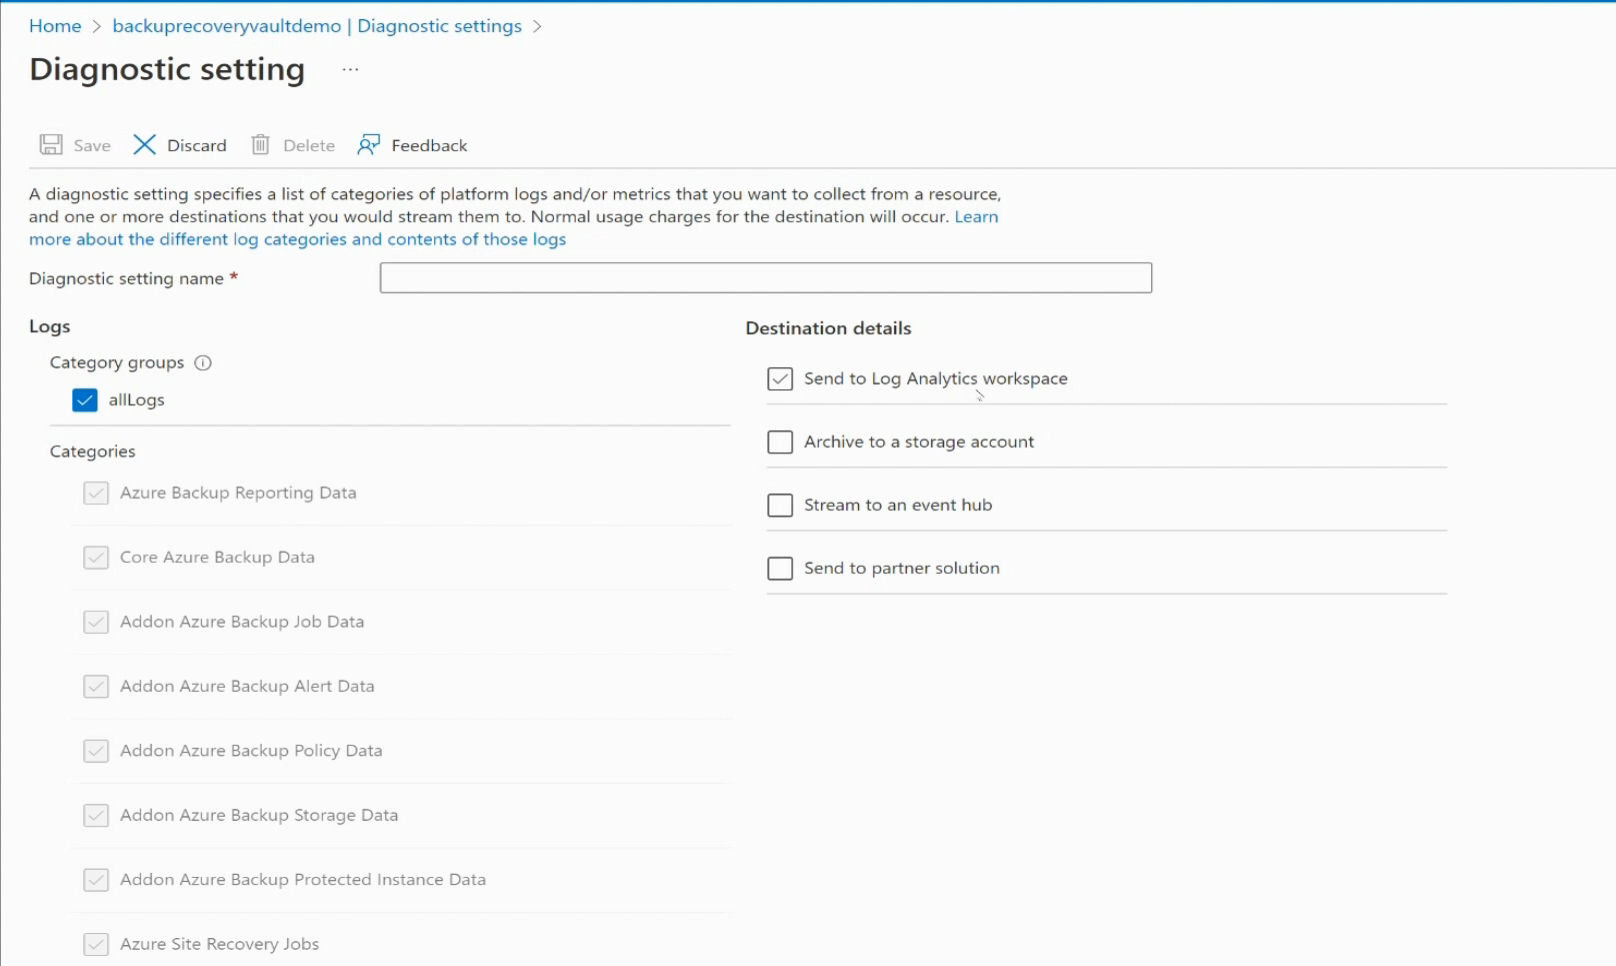 Home > backuprecoveryvaultdemo | Diagnostic settings >
Diagnostic setting ...
Save Discard Delete Feedback
A diagnostic setting specifies a list of categories of platform logs and/or metrics that you want to collect from a resource,
and one or more destinations that you would stream them to. Normal usage charges for the destination will occur. Learn
more about the different log categories and contents of those logs
Diagnostic setting name *
Logs
Category groups
allLogs
Categories
Azure Backup Reporting Data
Core Azure Backup Data
Addon Azure Backup Job Data
Addon Azure Backup Alert Data
Addon Azure Backup Policy Data
Addon Azure Backup Storage Data
Addon Azure Backup Protected Instance Data
Azure Site Recovery Jobs
Destination details
Send to Log Analytics workspace
Archive to a storage account
Stream to an event hub
Send to partner solution